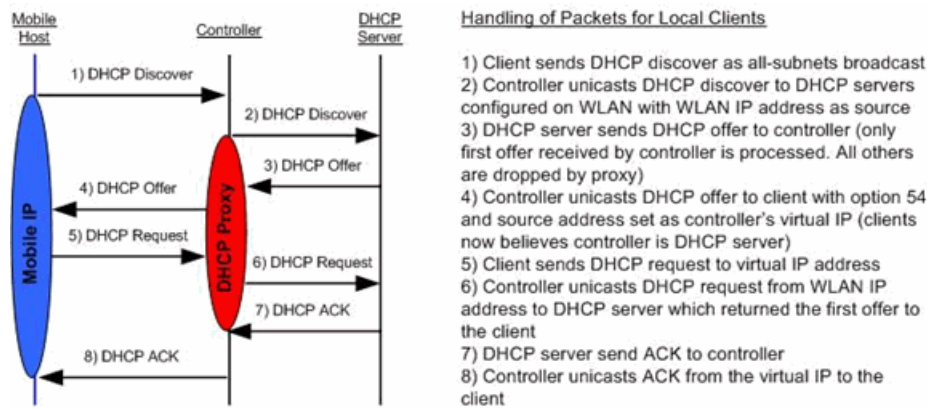 Mobile
Host
Controller
DHCP
Server
1) DHCP Discover
2) DHCP Discover
3) DHCP Offer
4) DHCP Offer
5) DHCP Request
6) DHCP Request
7) DHCP ACK
8) DHCP ACK
Mobile IP
DHCP Proxy
Handling of Packets for Local Clients
1) Client sends DHCP discover as all-subnets broadcast
2) Controller unicasts DHCP discover to DHCP servers
configured on WLAN with WLAN IP address as source
3) DHCP server sends DHCP offer to controller (only
first offer received by controller is processed. All others
are dropped by proxy)
4) Controller unicasts DHCP offer to client with option 54
and source address set as controller's virtual IP (clients
now believes controller is DHCP server)
5) Client sends DHCP request to virtual IP address
6) Controller unicasts DHCP request from WLAN IP
address to DHCP server which returned the first offer to
the client
7) DHCP server send ACK to controller
8) Controller unicasts ACK from the virtual IP to the
client